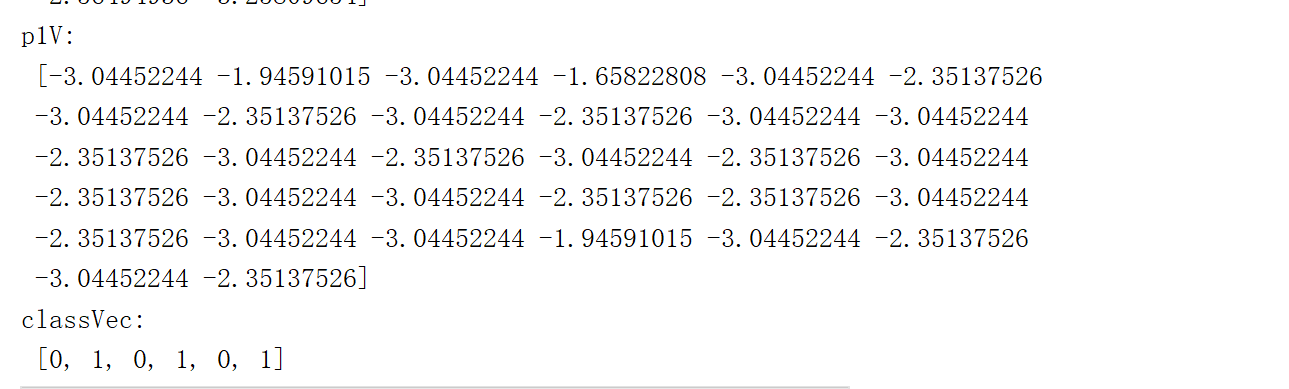 p1V:
[-3.04452244 -1.94591015 -3.04452244 -1.65822808 -3.04452244 -2.35137526
-3.04452244 -2.35137526 -3.04452244 -2.35137526 -3.04452244 -3.04452244
-2.35137526 -3.04452244 -2.35137526 -3.04452244 -2.35137526 -3.04452244
-2.35137526 -3.04452244 -3.04452244 -2.35137526 -2.35137526 -3.04452244
-2.35137526 -3.04452244 -3.04452244 -1.94591015 -3.04452244 -2.35137526
-3.04452244 -2.35137526]
classVec:
[0, 1, 0, 1, 0, 1]